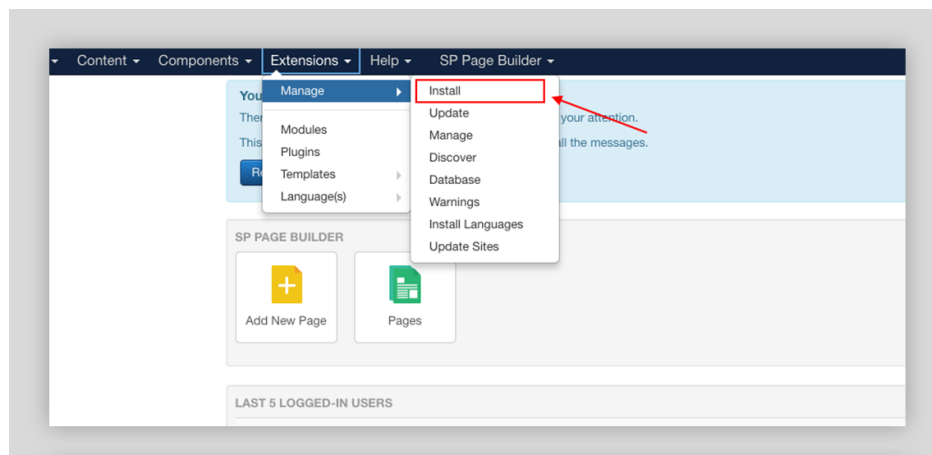 Content Components Extensions Help SP Page Builder
You
Manage
Install
Update
your attention.
Modules
Manage
This
all the messages.
Plugins
Discover
Templates
Database
Language(s)
Warnings
Install Languages
SP PAGE BUILDER
Update Sites
Add New Page
Pages
LAST 5 LOGGED-IN USERS